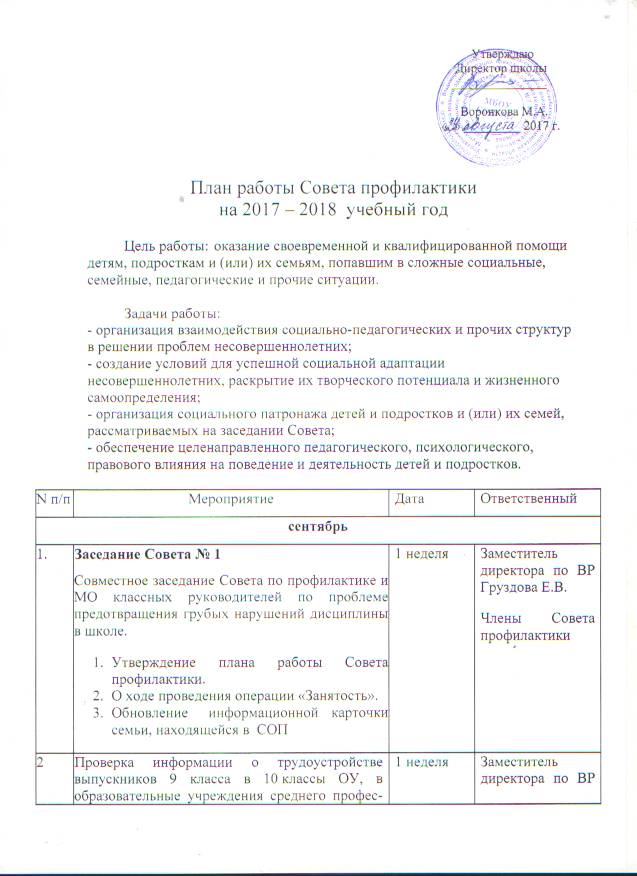 Утверждаю
Директор школы
МБОУ
Воронкова М.А.
августа 2017 г.
План работы Совета профилактики
на 2017 – 2018 учебный год
Цель работы: оказание своевременной и квалифицированной помощи
детям, подросткам и (или) их семьям, попавшим в сложные социальные,
семейные, педагогические и прочие ситуации.
Задачи работы:
- организация взаимодействия социально-педагогических и прочих структур
в решении проблем несовершеннолетних;
- создание условий для успешной социальной адаптации
несовершеннолетних, раскрытие их творческого потенциала и жизненного
самоопределения;
- организация социального патронажа детей и подростков и (или) их семей,
рассматриваемых на заседании Совета;
- обеспечение целенаправленного педагогического, психологического,
правового влияния на поведение и деятельность детей и подростков.
N п/п Мероприятие Дата Ответственный
сентябрь
1. Заседание Совета № 1 1 неделя Заместитель
директора по ВР
Груздова Е.В.
Члены Совета
профилактики
Совместное заседание Совета по профилактике и
МО классных руководителей по проблеме
предотвращения грубых нарушений дисциплины
в школе.
1. Утверждение плана работы Совета
профилактики.
2. О ходе проведения операции «Занятость».
3. Обновление информационной карточки
семьи, находящейся в СОП
2 Проверка информации о трудоустройстве 1 неделя Заместитель
выпускников 9 класса в 10 классы ОУ, в директора по ВР
образовательные учреждения среднего профес-